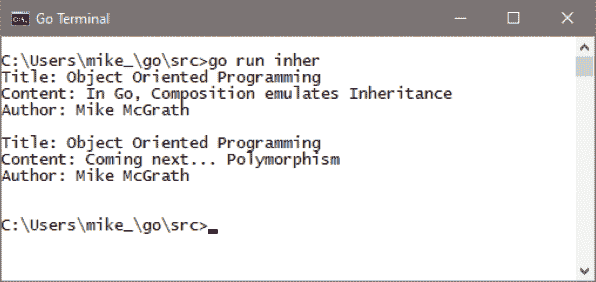 Go Terminal
C:\Users\mike_\go\src>go run inher
Title: Object Oriented Programming
Content: In Go, Composition emulates Inheritance
Author: Mike McGrath
Title: Object Oriented Programming
Content: Coming next... Polymorphism
Author: Mike McGrath
C:\Users\mike_\go\src>